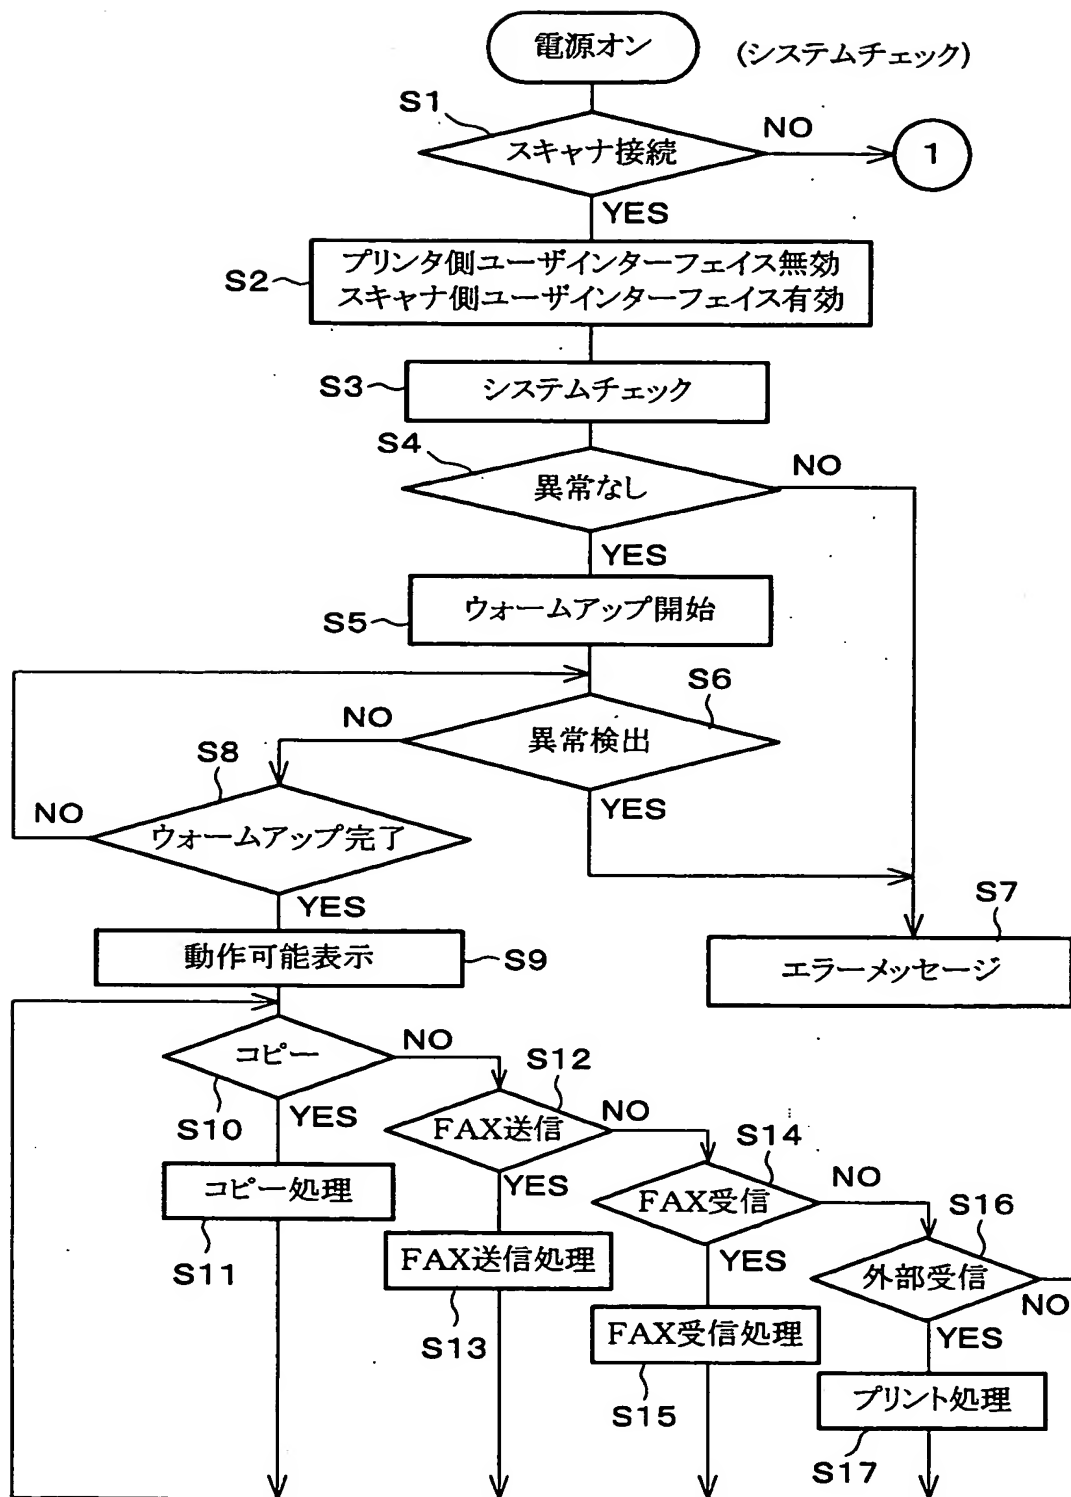 電源オン
(システムチェック)
S1
スキャナ接続
NO
1
YES
S2
プリンタ側ユーザインターフェイス無効
スキャナ側ユーザインターフェイス有効
S3
システムチェック
S4
異常なし
NO
YES
S5
ウォームアップ開始
S6
異常検出
NO
YES
S8
ウォームアップ完了
NO
YES
S7
エラーメッセージ
動作可能表示
S9
コピー
NO
S10
YES
S12
FAX送信
NO
YES
S14
FAX受信
NO
YES
S16
外部受信
NO
YES
コピー処理
S11
FAX送信処理
S13
FAX受信処理
S15
プリント処理
S17